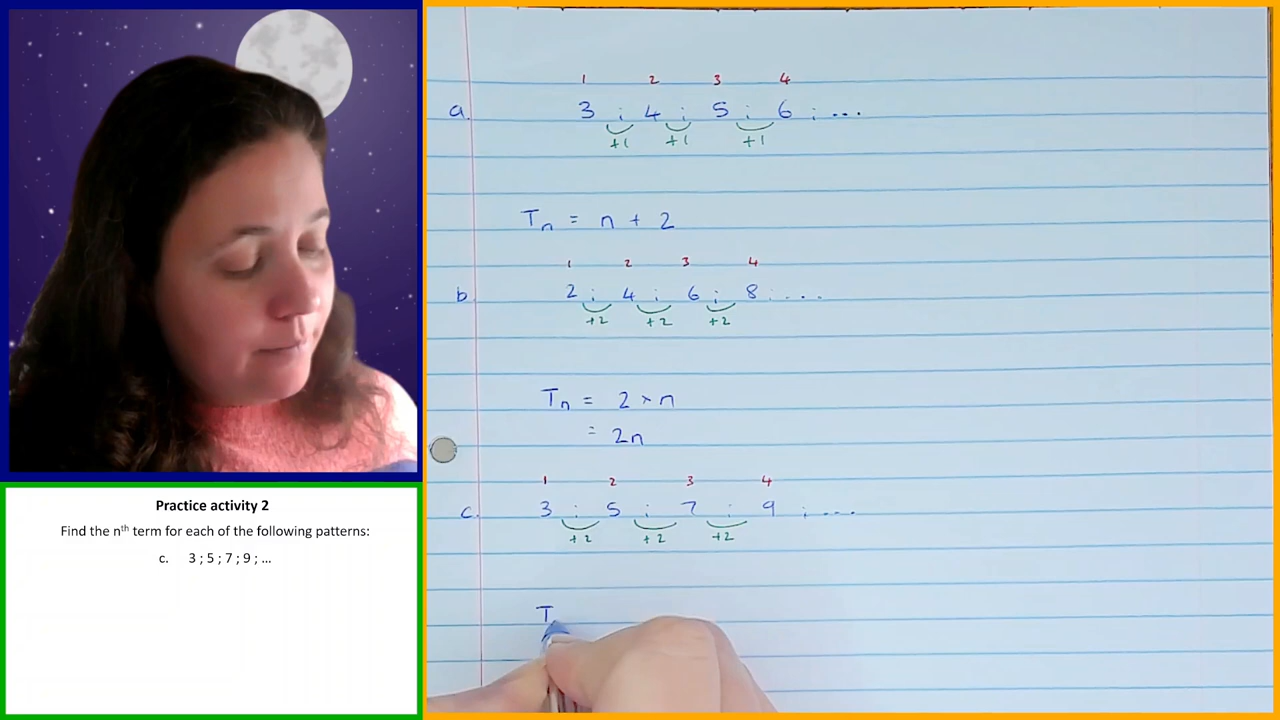 1 2 3 4
a. 3 ; 4 ; 5 ; 6 ; ...
+1 +1 +1
Tn = n + 2
1 2 3 4
b. 2 ; 4 ; 6 ; 8 ; ...
+2 +2 +2
Tn = 2 × n
= 2n
1 2 3 4
c. 3 ; 5 ; 7 ; 9 ; ...
+2 +2 +2
T
Practice activity 2
Find the nth term for each of the following patterns:
c. 3 ; 5 ; 7 ; 9 ; ...